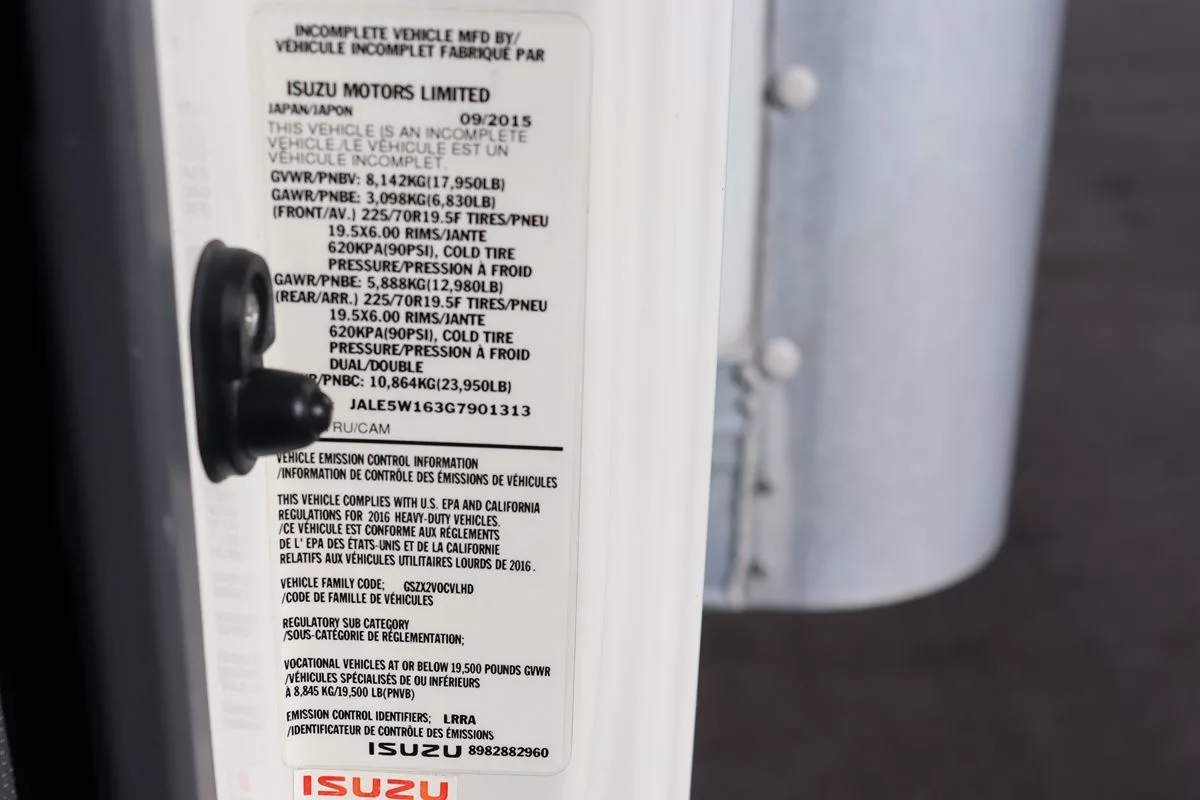 INCOMPLETE VEHICLE MFD BY/
VÉHICULE INCOMPLET FABRIQUÉ PAR
ISUZU MOTORS LIMITED
JAPAN/JAPON 09/2015
THIS VEHICLE IS AN INCOMPLETE
VEHICLE./LE VÉHICULE EST UN
VÉHICULE INCOMPLET.
GVWR/PNBV: 8,142KG(17,950LB)
GAWR/PNBE: 3,098KG(6,830LB)
(FRONT/AV.) 225/70R19.5F TIRES/PNEU
19.5X6.00 RIMS/JANTE
620KPA(90PSI), COLD TIRE
PRESSURE/PRESSION À FROID
GAWR/PNBE: 5,888KG(12,980LB)
(REAR/ARR.) 225/70R19.5F TIRES/PNEU
19.5X6.00 RIMS/JANTE
620KPA(90PSI), COLD TIRE
PRESSURE/PRESSION À FROID
DUAL/DOUBLE
R/PNBC: 10,864KG(23,950LB)
JALE5W163G7901313
RU/CAM
VEHICLE EMISSION CONTROL INFORMATION
/INFORMATION DE CONTRÔLE DES ÉMISSIONS DE VÉHICULES
THIS VEHICLE COMPLIES WITH U.S. EPA AND CALIFORNIA
REGULATIONS FOR 2016 HEAVY-DUTY VEHICLES.
/CE VÉHICULE EST CONFORME AUX RÉGLEMENTS
DE L' EPA DES ÉTATS-UNIS ET DE LA CALIFORNIE
RELATIFS AUX VÉHICULES UTILITAIRES LOURDS DE 2016.
VEHICLE FAMILY CODE; GSZX2VOCVLHD
/CODE DE FAMILLE DE VÉHICULES
REGULATORY SUB CATEGORY
/SOUS-CATÉGORIE DE RÉGLEMENTATION;
VOCATIONAL VEHICLES AT OR BELOW 19,500 POUNDS GVWR
/VÉHICULES SPÉCIALISÉS DE OU INFÉRIEURS
À 8,845 KG/19,500 LB(PNVB)
EMISSION CONTROL IDENTIFIERS; LRRA
/IDENTIFICATEUR DE CONTRÔLE DES ÉMISSIONS
ISUZU 8982882960
ISUZU